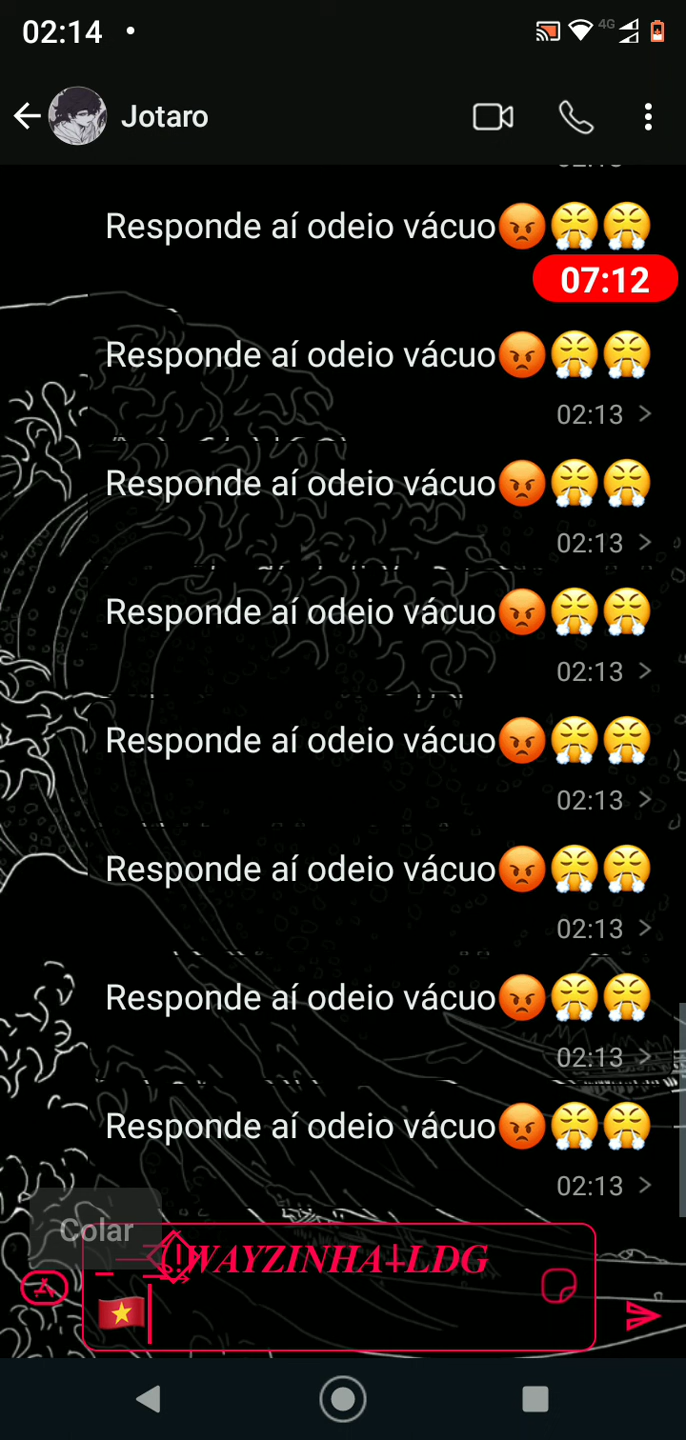 02:14
4G
Jotaro
Responde aí odeio vácuo😡😤😤
07:12
Responde aí odeio vácuo😡😤😤
02:13
Responde aí odeio vácuo😡😤😤
02:13
Responde aí odeio vácuo😡😤😤
02:13
Responde aí odeio vácuo😡😤😤
02:13
Responde aí odeio vácuo😡😤😤
02:13
Responde aí odeio vácuo😡😤😤
02:13
Responde aí odeio vácuo😡😤😤
02:13
Colar
WAYZINHA LDG
🇻🇳